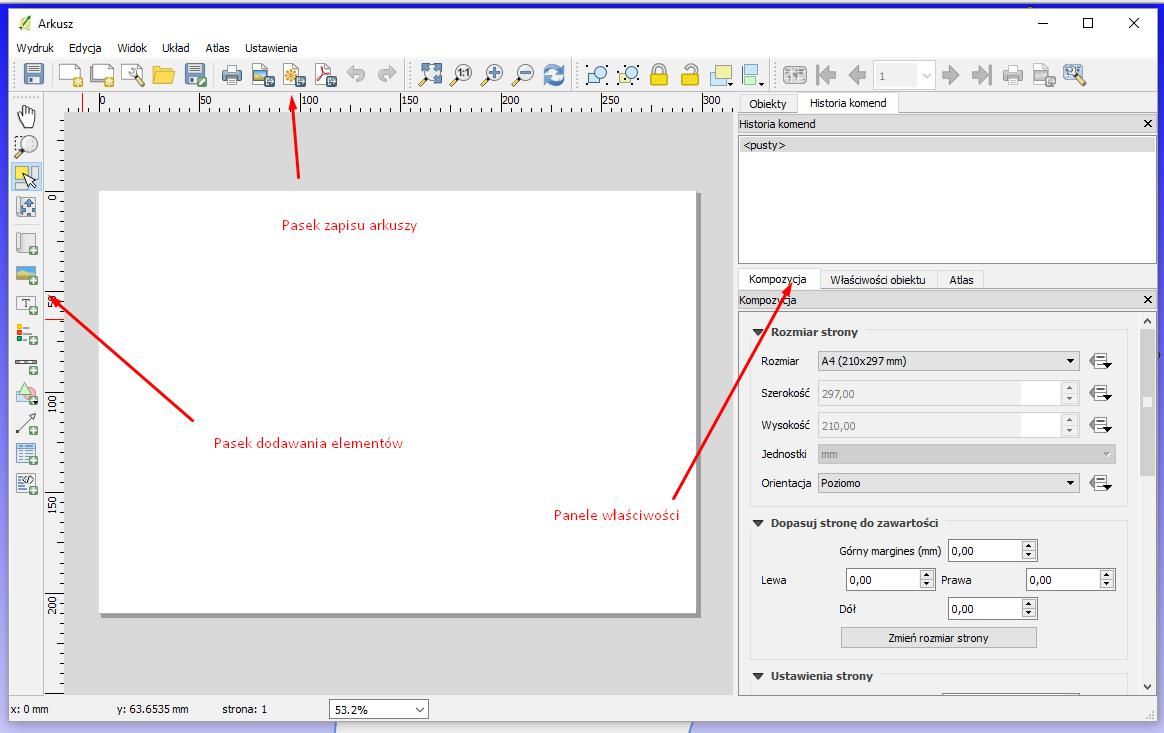 Arkusz
Wydruk Edycja Widok Układ Atlas Ustawienia
1:1
1
0 50 100 150 200 250 300
Obiekty Historia komend
Historia komend
<pusty>
0
50
100
150
200
Pasek zapisu arkuszy
Pasek dodawania elementów
Panele właściwości
Kompozycja Właściwości obiektu Atlas
Kompozycja
Rozmiar strony
Rozmiar A4 (210x297 mm)
Szerokość 297,00
Wysokość 210,00
Jednostki mm
Orientacja Poziomo
Dopasuj stronę do zawartości
Górny margines (mm) 0,00
Lewa 0,00 Prawa 0,00
Dół 0,00
Zmień rozmiar strony
Ustawienia strony
x: 0 mm y: 63.6535 mm strona: 1 53.2%